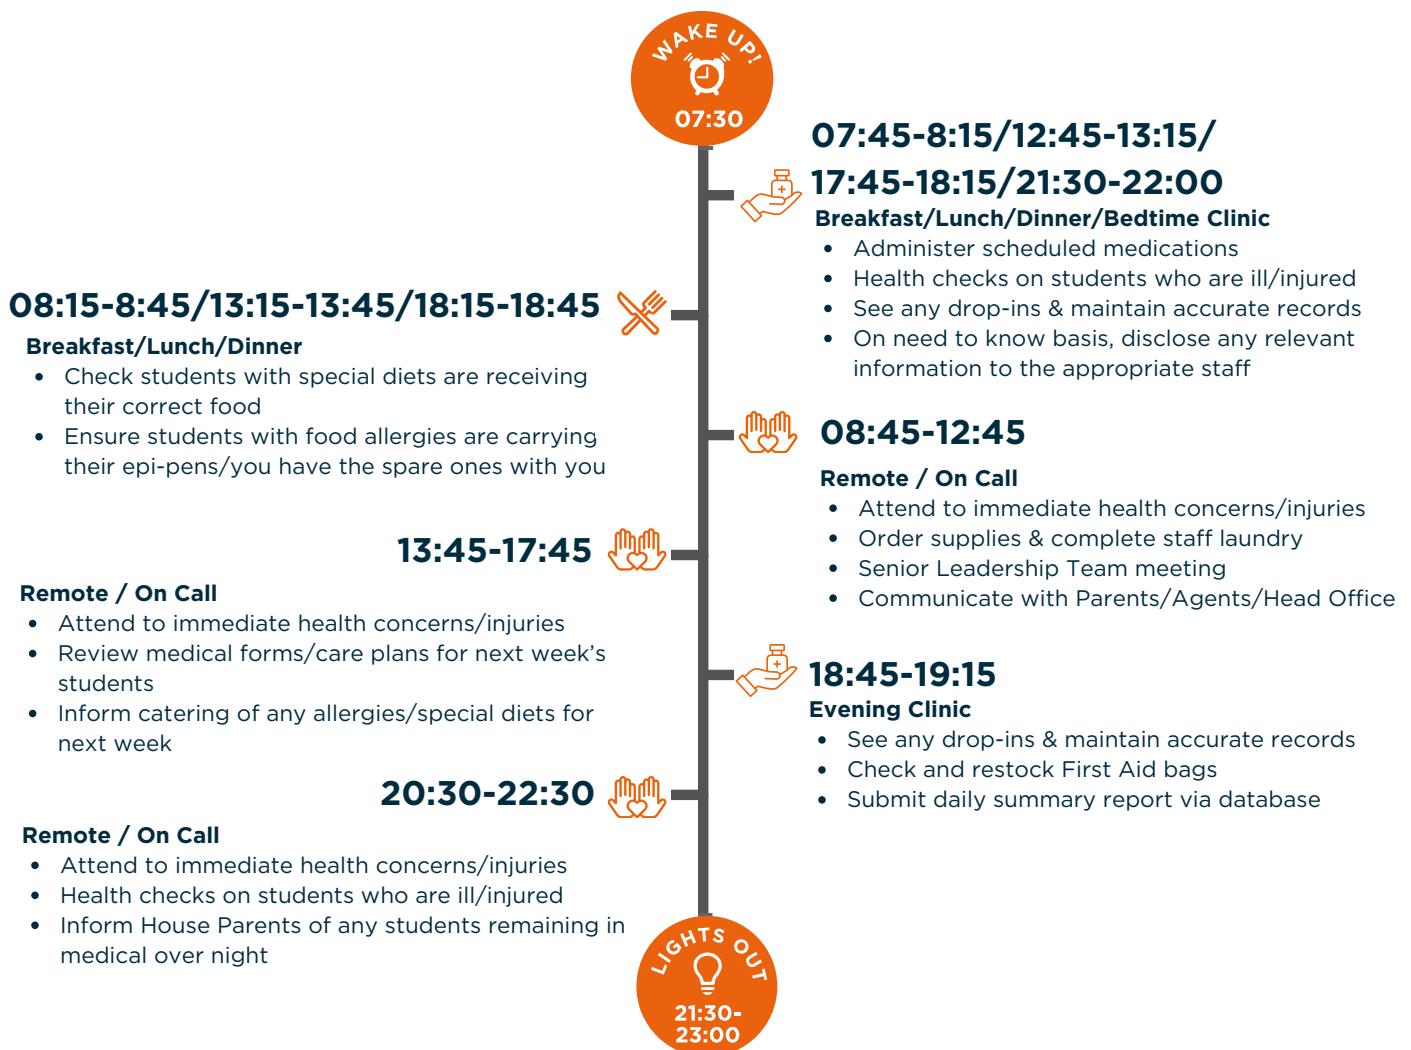 WAKE UP!
07:30
07:45-8:15/12:45-13:15/
17:45-18:15/21:30-22:00
Breakfast/Lunch/Dinner/Bedtime Clinic
• Administer scheduled medications
• Health checks on students who are ill/injured
• See any drop-ins & maintain accurate records
• On need to know basis, disclose any relevant
information to the appropriate staff
08:15-8:45/13:15-13:45/18:15-18:45
Breakfast/Lunch/Dinner
• Check students with special diets are receiving
their correct food
• Ensure students with food allergies are carrying
their epi-pens/you have the spare ones with you
08:45-12:45
Remote / On Call
• Attend to immediate health concerns/injuries
• Order supplies & complete staff laundry
• Senior Leadership Team meeting
• Communicate with Parents/Agents/Head Office
13:45-17:45
Remote / On Call
• Attend to immediate health concerns/injuries
• Review medical forms/care plans for next week's
students
• Inform catering of any allergies/special diets for
next week
18:45-19:15
Evening Clinic
• See any drop-ins & maintain accurate records
• Check and restock First Aid bags
• Submit daily summary report via database
20:30-22:30
Remote / On Call
• Attend to immediate health concerns/injuries
• Health checks on students who are ill/injured
• Inform House Parents of any students remaining in
medical over night
LIGHTS OUT
21:30-
23:00